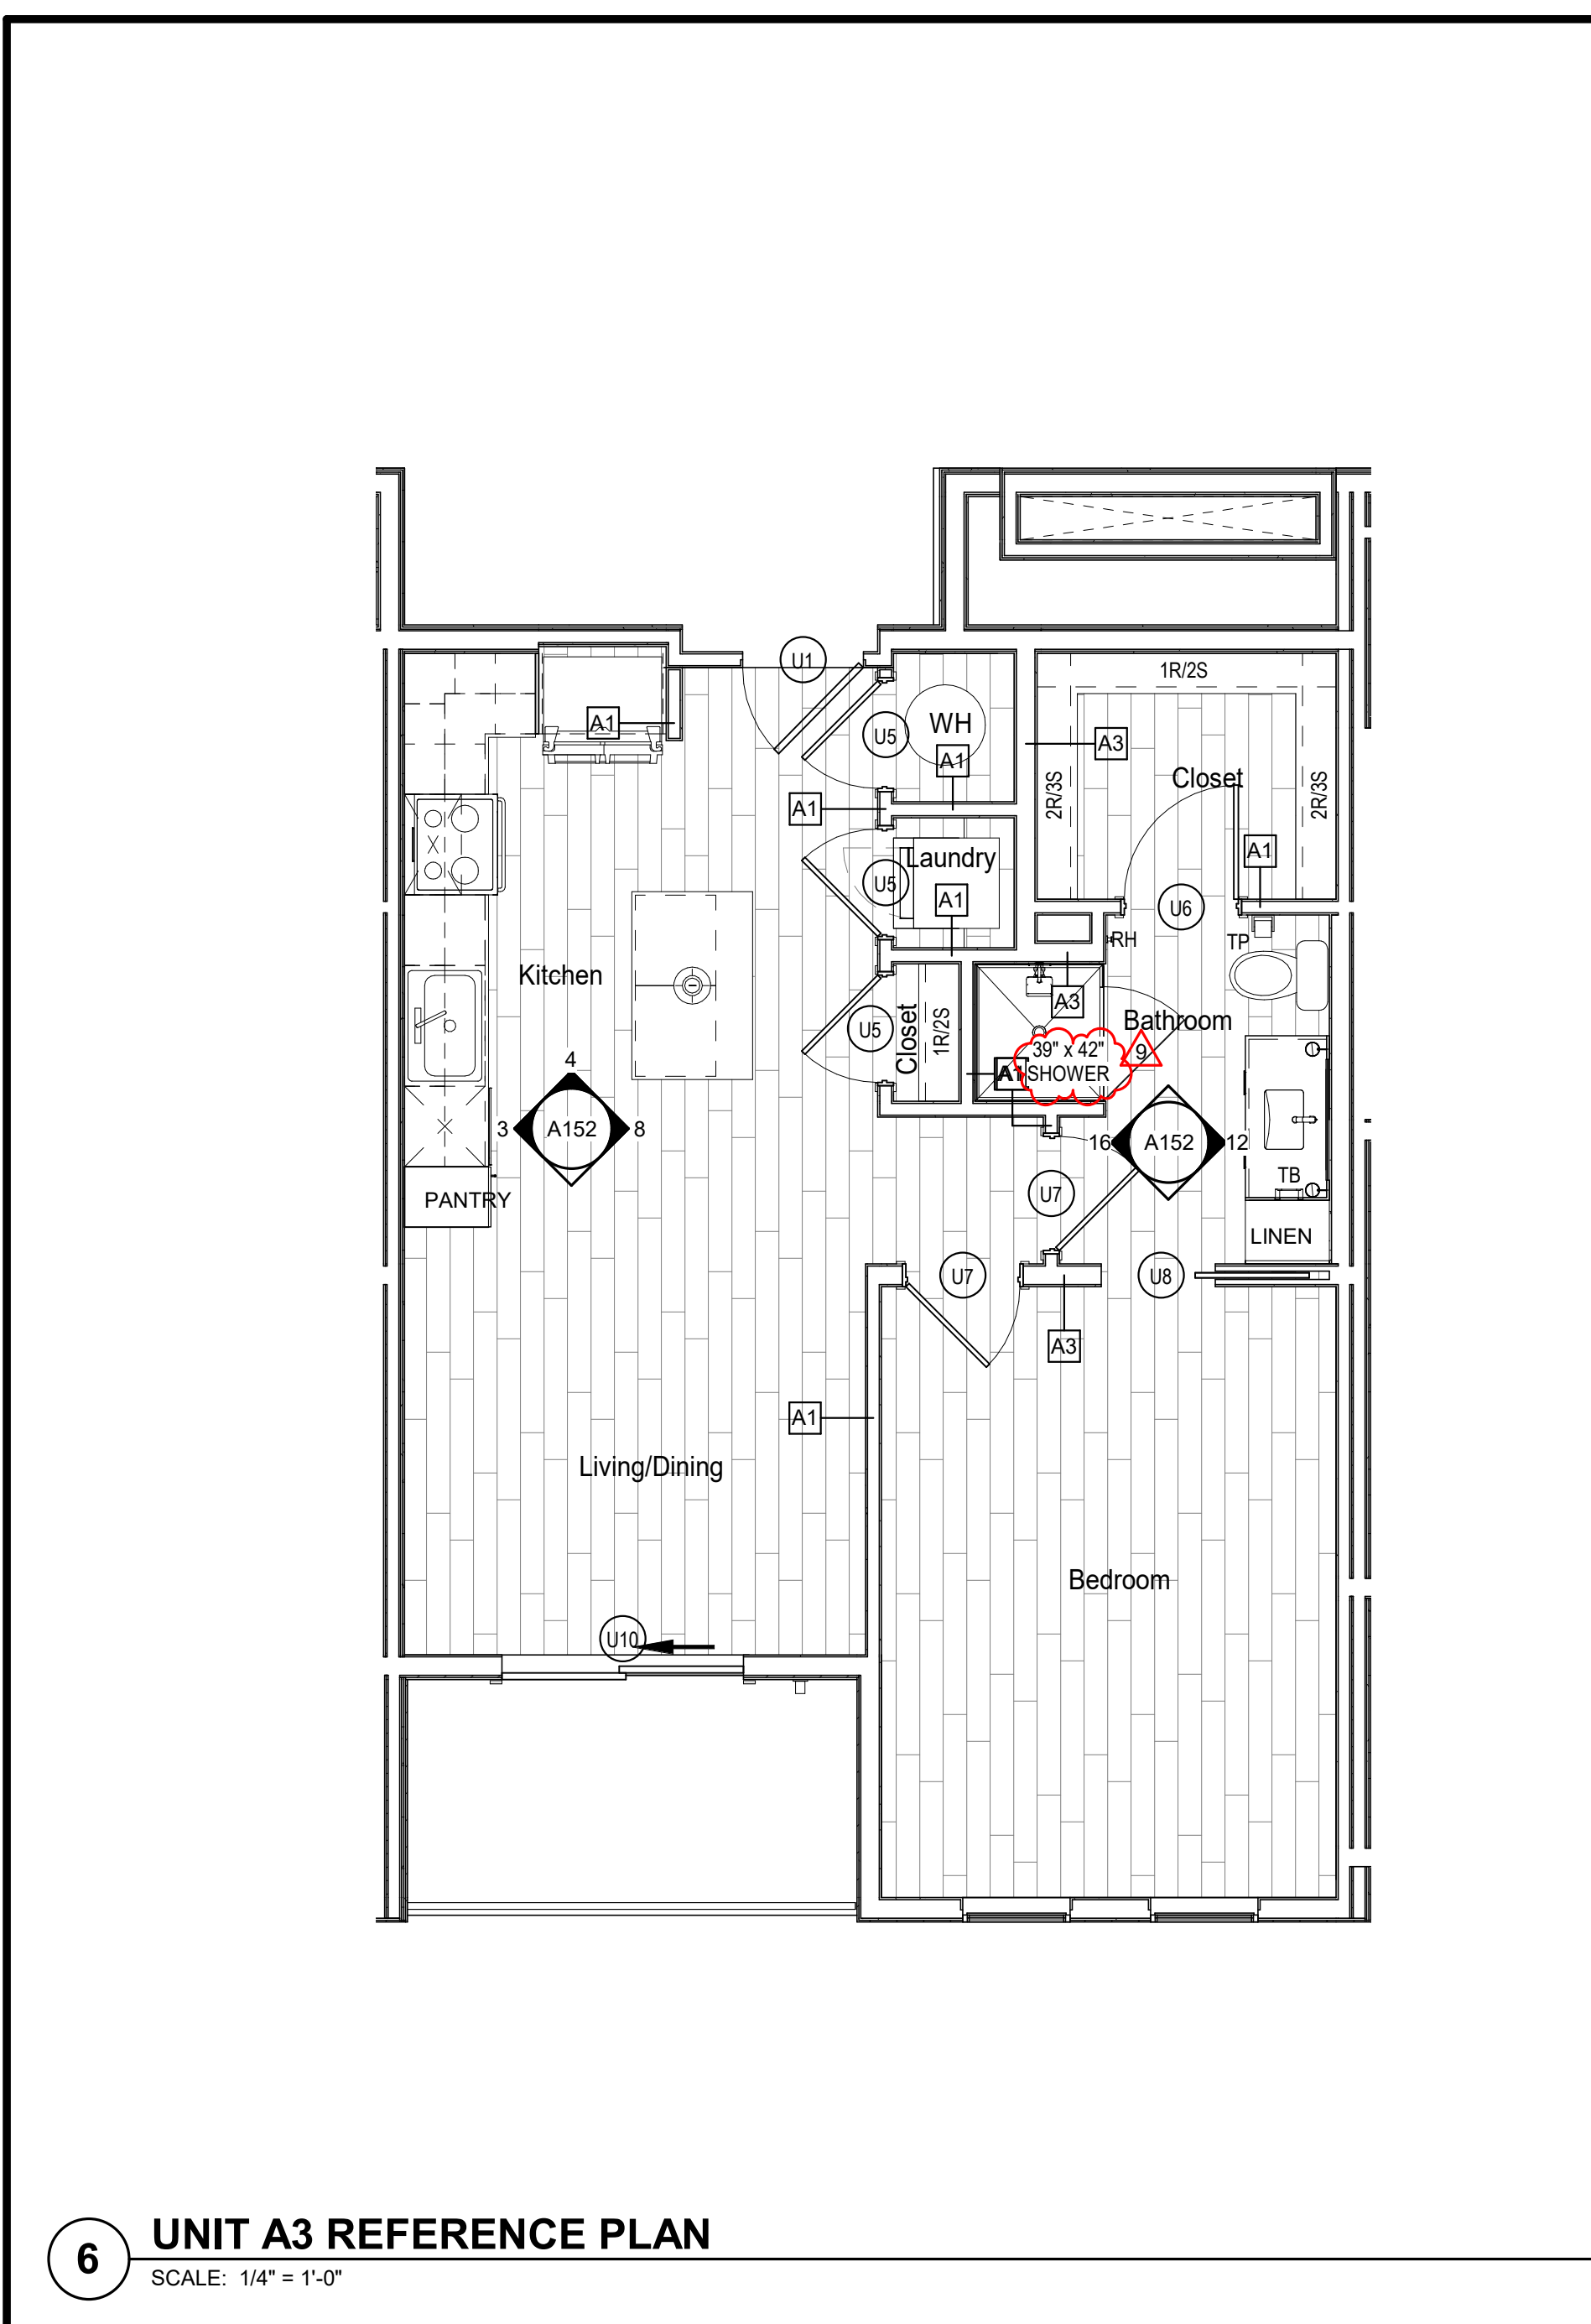 U1
1R/2S
A1
WH
U5
A3
A1
Closet
2R/3S
2R/3S
A1
Laundry
A1
U5
A1
U6
RH
TP
Kitchen
A3
Bathroom
Closet
1R/2S
U5
39" x 42"
SHOWER
9
A1
4
3
A152
8
16
A152
12
TB
PANTRY
U7
LINEN
U7
U8
A3
A1
Living/Dining
Bedroom
U10
6
UNIT A3 REFERENCE PLAN
SCALE: 1/4" = 1'-0"